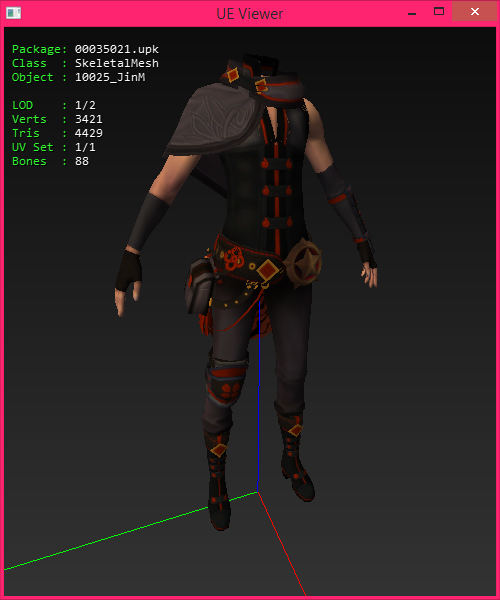 UE Viewer
Package: 00035021.upk
Class  : SkeletalMesh
Object : 10025_JinM
LOD    : 1/2
Verts  : 3421
Tris   : 4429
UV Set : 1/1
Bones  : 88